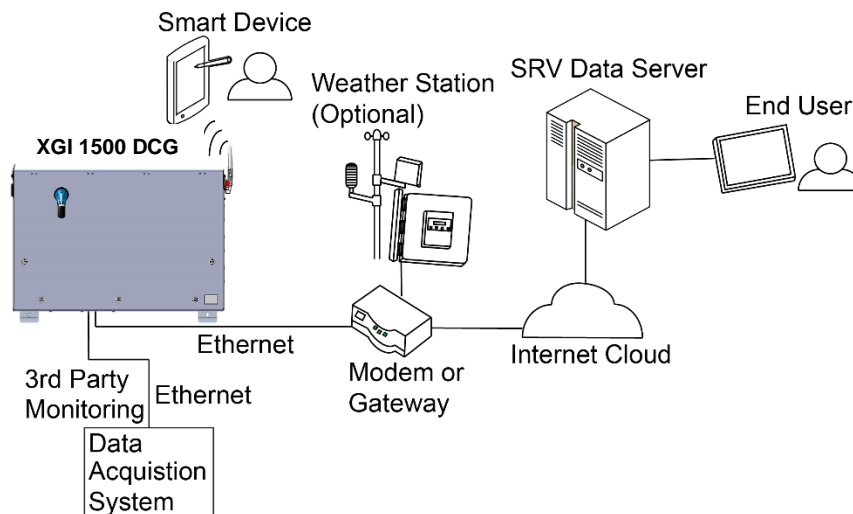 Smart Device
Weather Station
(Optional)
SRV Data Server
End User
XGI 1500 DCG
Ethernet
Modem or
Gateway
Internet Cloud
3rd Party
Monitoring
Ethernet
Data
Acquistion
System